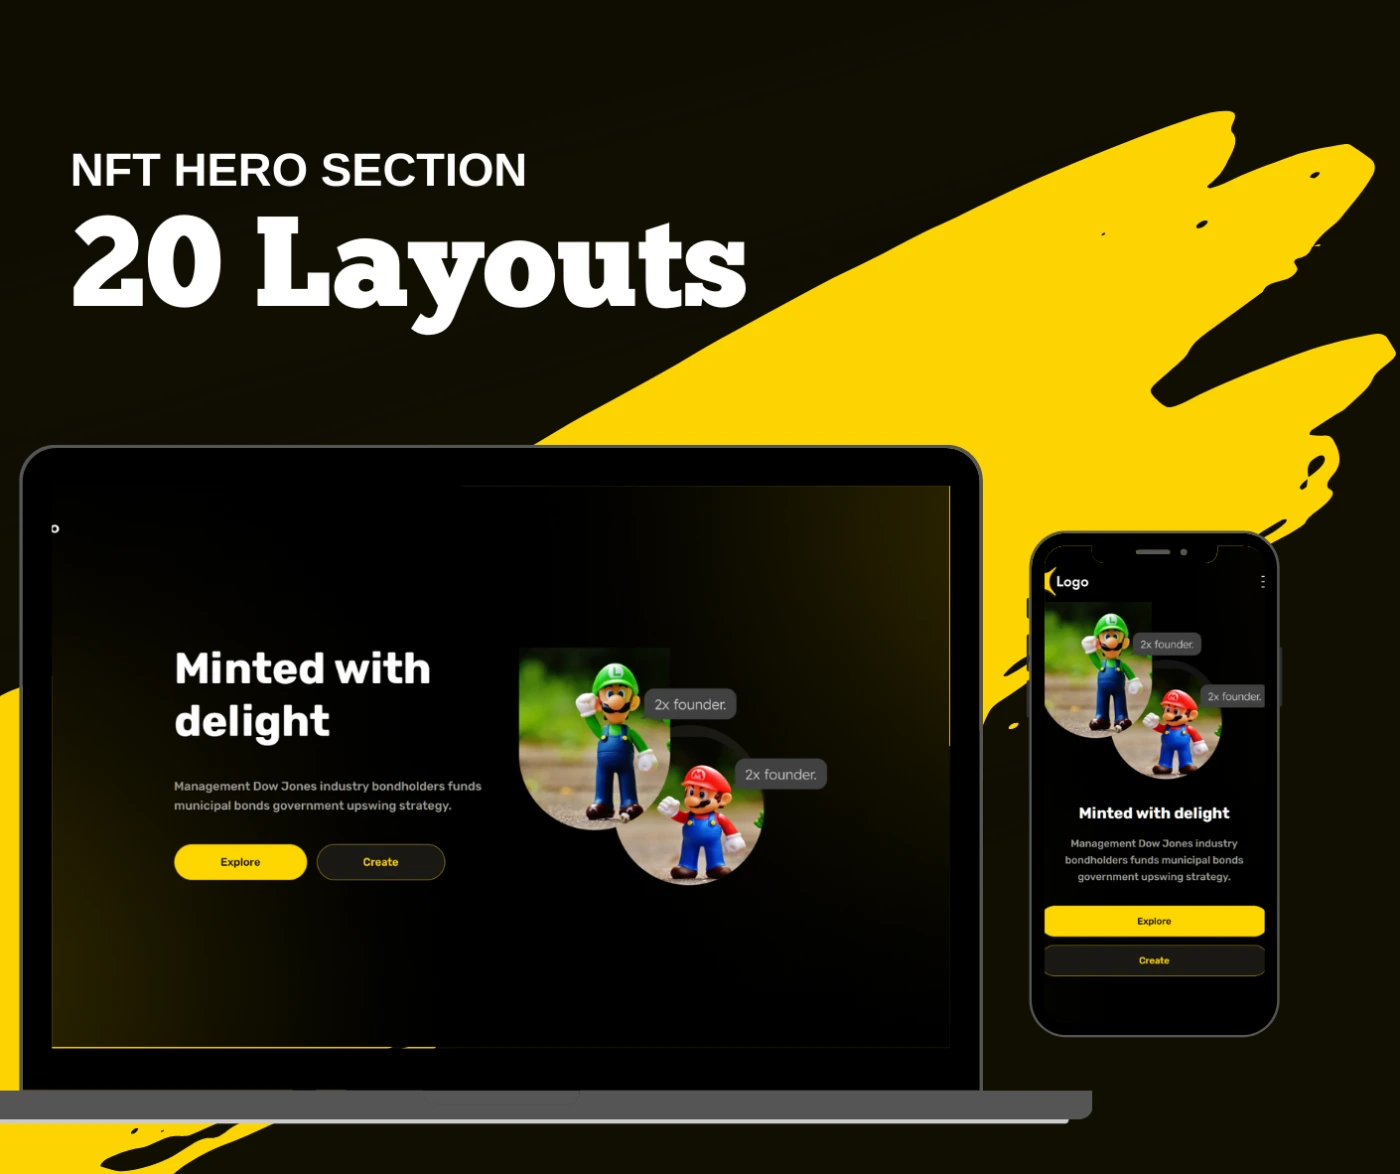 NFT HERO SECTION
20 Layouts
o
Minted with
delight
Management Dow Jones industry bondholders funds
municipal bonds government upswing strategy.
Explore
Create
L
2x founder.
M
2x founder.
Logo
L
2x founder.
M
2x founder.
Minted with delight
Management Dow Jones industry
bondholders funds municipal bonds
government upswing strategy.
Explore
Create